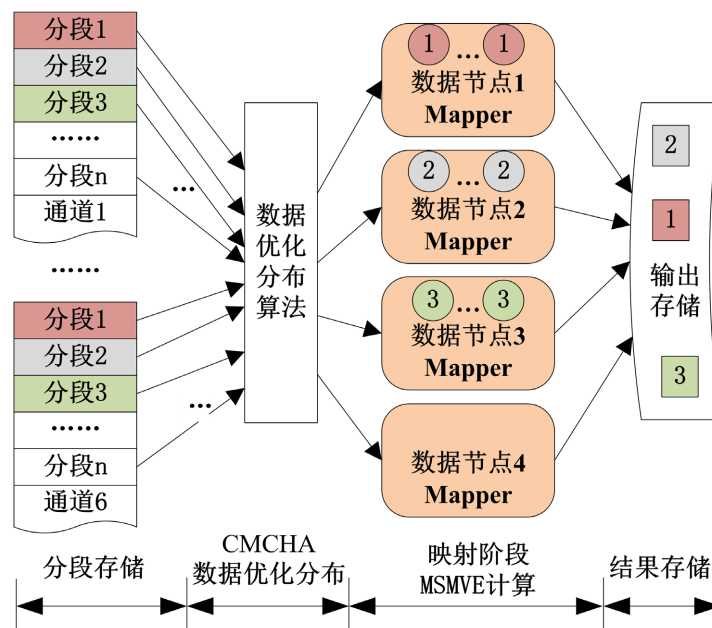 分段1
分段2
分段3
……
分段n
通道1
……
分段1
分段2
分段3
……
分段n
通道6
...
...
数据
优化
分布
算法
1 ... 1
数据节点1
Mapper
2 ... 2
数据节点2
Mapper
3 ... 3
数据节点3
Mapper
数据节点4
Mapper
2
1
输出
存储
3
分段存储
CMCHA
数据优化分布
映射阶段
MSMVE计算
结果存储